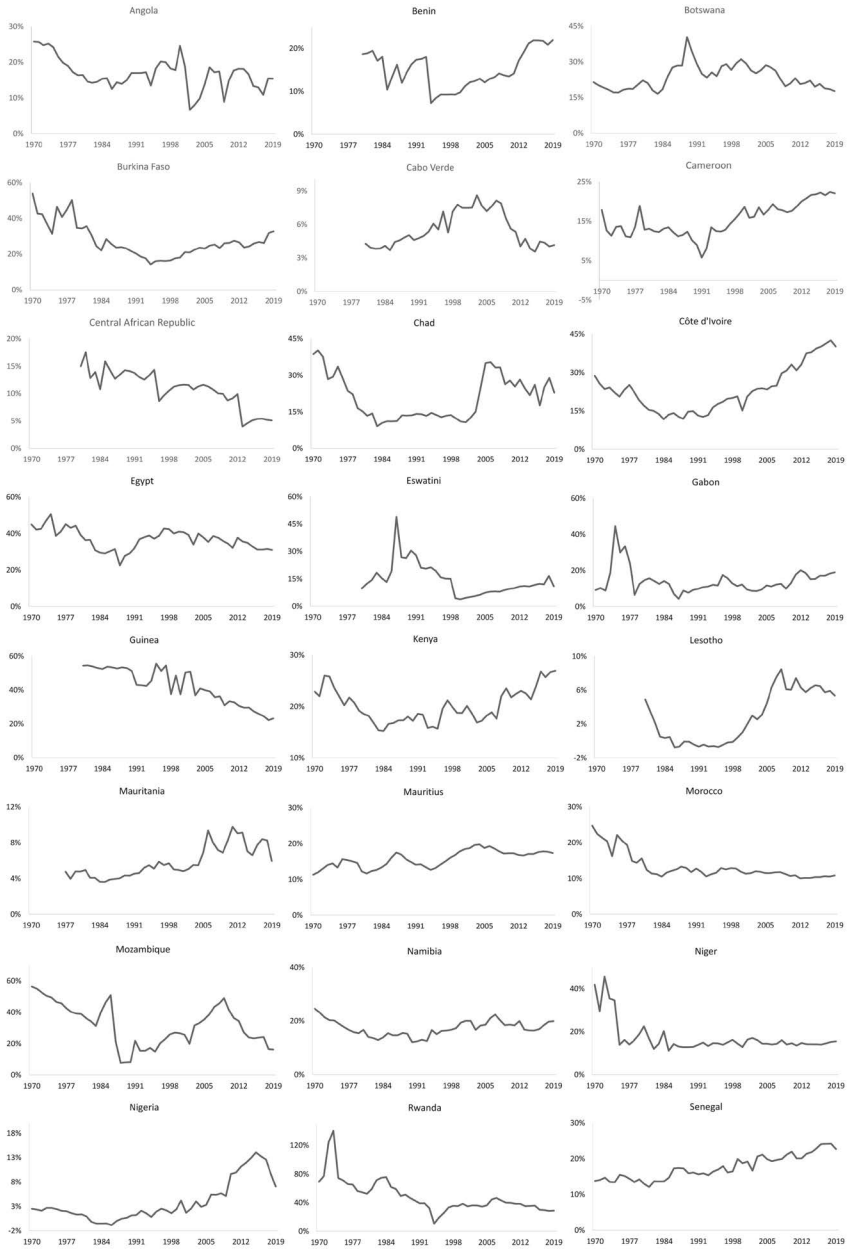 Angola
30%
20%
10%
0%
1970 1977 1984 1991 1998 2005 2012 2019
Benin
20%
10%
0%
1970 1977 1984 1991 1998 2005 2012 2019
Botswana
45%
30%
15%
0%
1970 1977 1984 1991 1998 2005 2012 2019
Burkina Faso
60%
40%
20%
0%
1970 1977 1984 1991 1998 2005 2012 2019
Cabo Verde
9%
6%
3%
0%
1970 1977 1984 1991 1998 2005 2012 2019
Cameroon
25%
15%
5%
-5%
1970 1977 1984 1991 1998 2005 2012 2019
Central African Republic
20%
15%
10%
5%
0%
1970 1977 1984 1991 1998 2005 2012 2019
Chad
45%
30%
15%
0%
1970 1977 1984 1991 1998 2005 2012 2019
Côte d'Ivoire
45%
30%
15%
0%
1970 1977 1984 1991 1998 2005 2012 2019
Egypt
60%
40%
20%
0%
1970 1977 1984 1991 1998 2005 2012 2019
Eswatini
60%
45%
30%
15%
0%
1970 1977 1984 1991 1998 2005 2012 2019
Gabon
60%
40%
20%
0%
1970 1977 1984 1991 1998 2005 2012 2019
Guinea
60%
40%
20%
0%
1970 1977 1984 1991 1998 2005 2012 2019
Kenya
30%
20%
10%
1970 1977 1984 1991 1998 2005 2012 2019
Lesotho
10%
6%
2%
-2%
1970 1977 1984 1991 1998 2005 2012 2019
Mauritania
12%
8%
4%
0%
1970 1977 1984 1991 1998 2005 2012 2019
Mauritius
30%
20%
10%
0%
1970 1977 1984 1991 1998 2005 2012 2019
Morocco
30%
20%
10%
0%
1970 1977 1984 1991 1998 2005 2012 2019
Mozambique
60%
40%
20%
0%
1970 1977 1984 1991 1998 2005 2012 2019
Namibia
40%
20%
0%
1970 1977 1984 1991 1998 2005 2012 2019
Niger
40%
20%
0%
1970 1977 1984 1991 1998 2005 2012 2019
Nigeria
18%
13%
8%
3%
-2%
1970 1977 1984 1991 1998 2005 2012 2019
Rwanda
120%
80%
40%
0%
1970 1977 1984 1991 1998 2005 2012 2019
Senegal
30%
20%
10%
0%
1970 1977 1984 1991 1998 2005 2012 2019